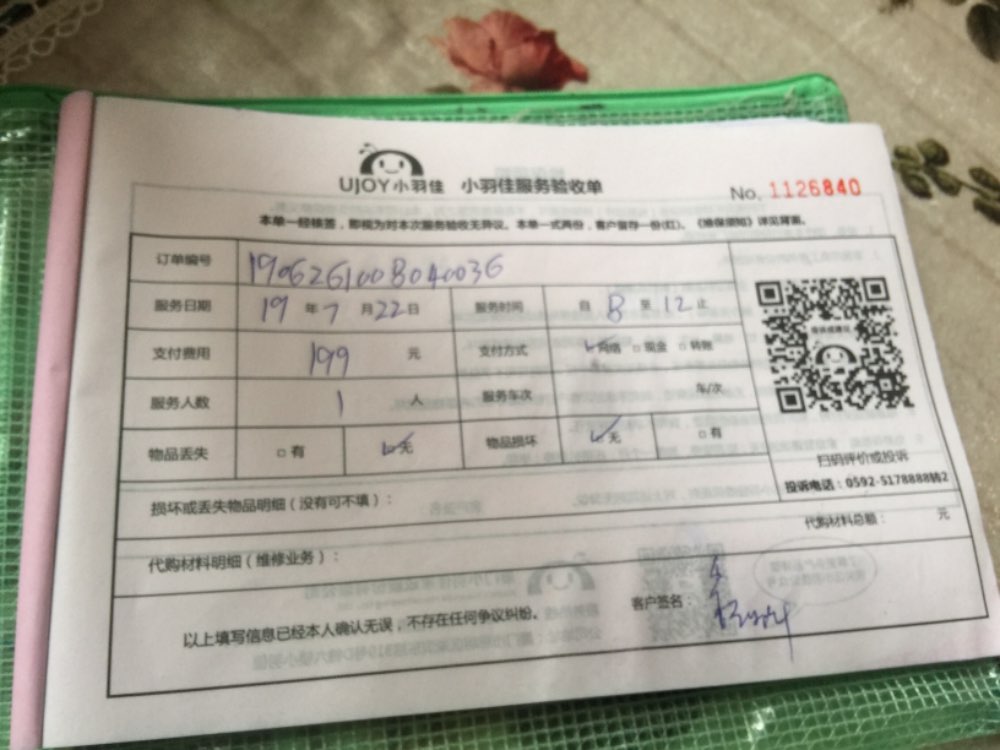 UJOY小羽佳 小羽佳服务验收单
No. 1126840
本单一经核签，即视为对本次服务验收无异议。本单一式两份，客户留存一份(红)。《维保须知》详见背面。
订单编号 1906261008040036
服务日期 19 年 7 月 22 日 服务时间 自 8 至 12 止
支付费用 199 元 支付方式 ☑网络 □现金 □转账
服务人数 1 人 服务车次 车/次
物品丢失 □有 ☑无 物品损坏 ☑无 □有
扫码评价或投诉
投诉电话：0592-5178888转2
损坏或丢失物品明细（没有可不填）：
代购材料总额： 元
代购材料明细（维修业务）：
客户签名：
以上填写信息已经本人确认无误，不存在任何争议纠纷。